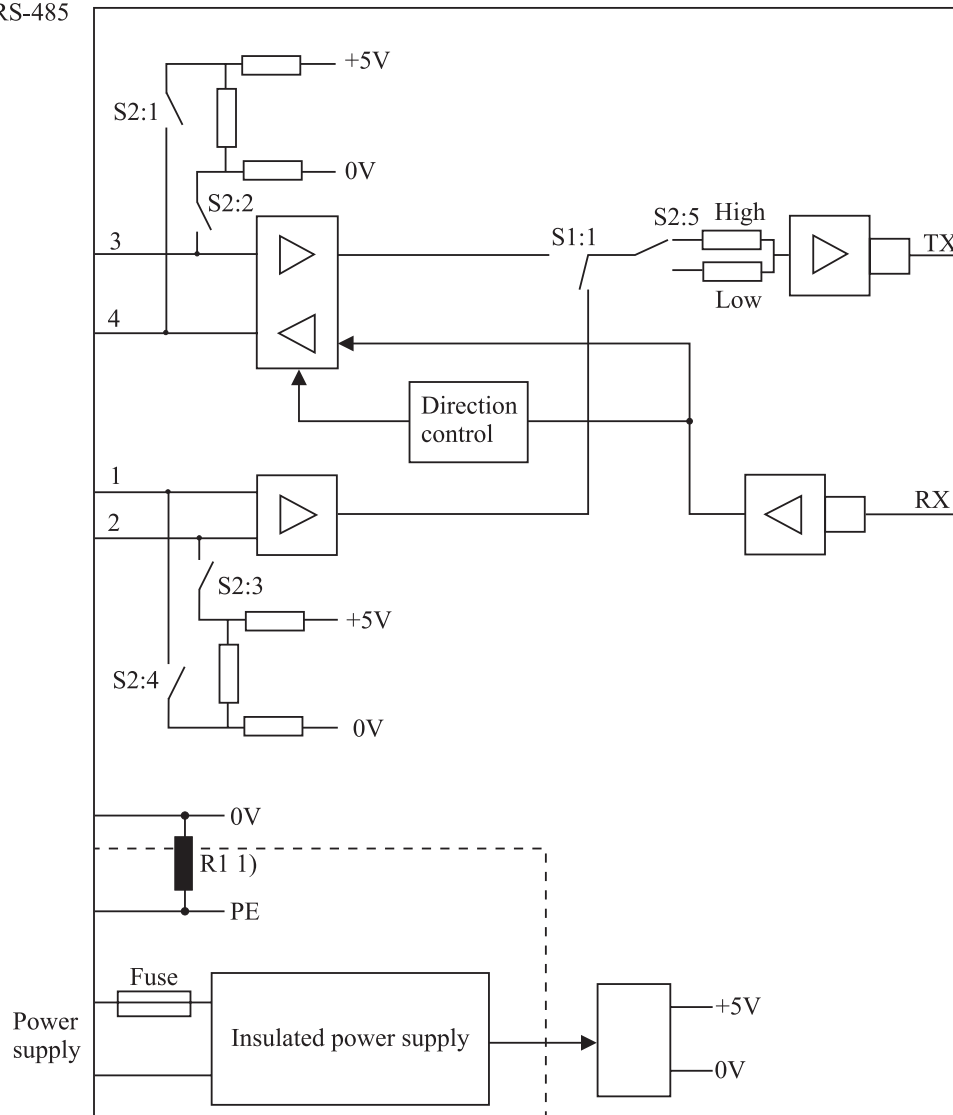 RS-485
+5V
S2:1
0V
S2:2
3
S1:1
S2:5
High
TX
Low
4
Direction
control
1
2
RX
S2:3
+5V
S2:4
0V
0V
R1 1)
PE
Fuse
Power
supply
Insulated power supply
+5V
0V